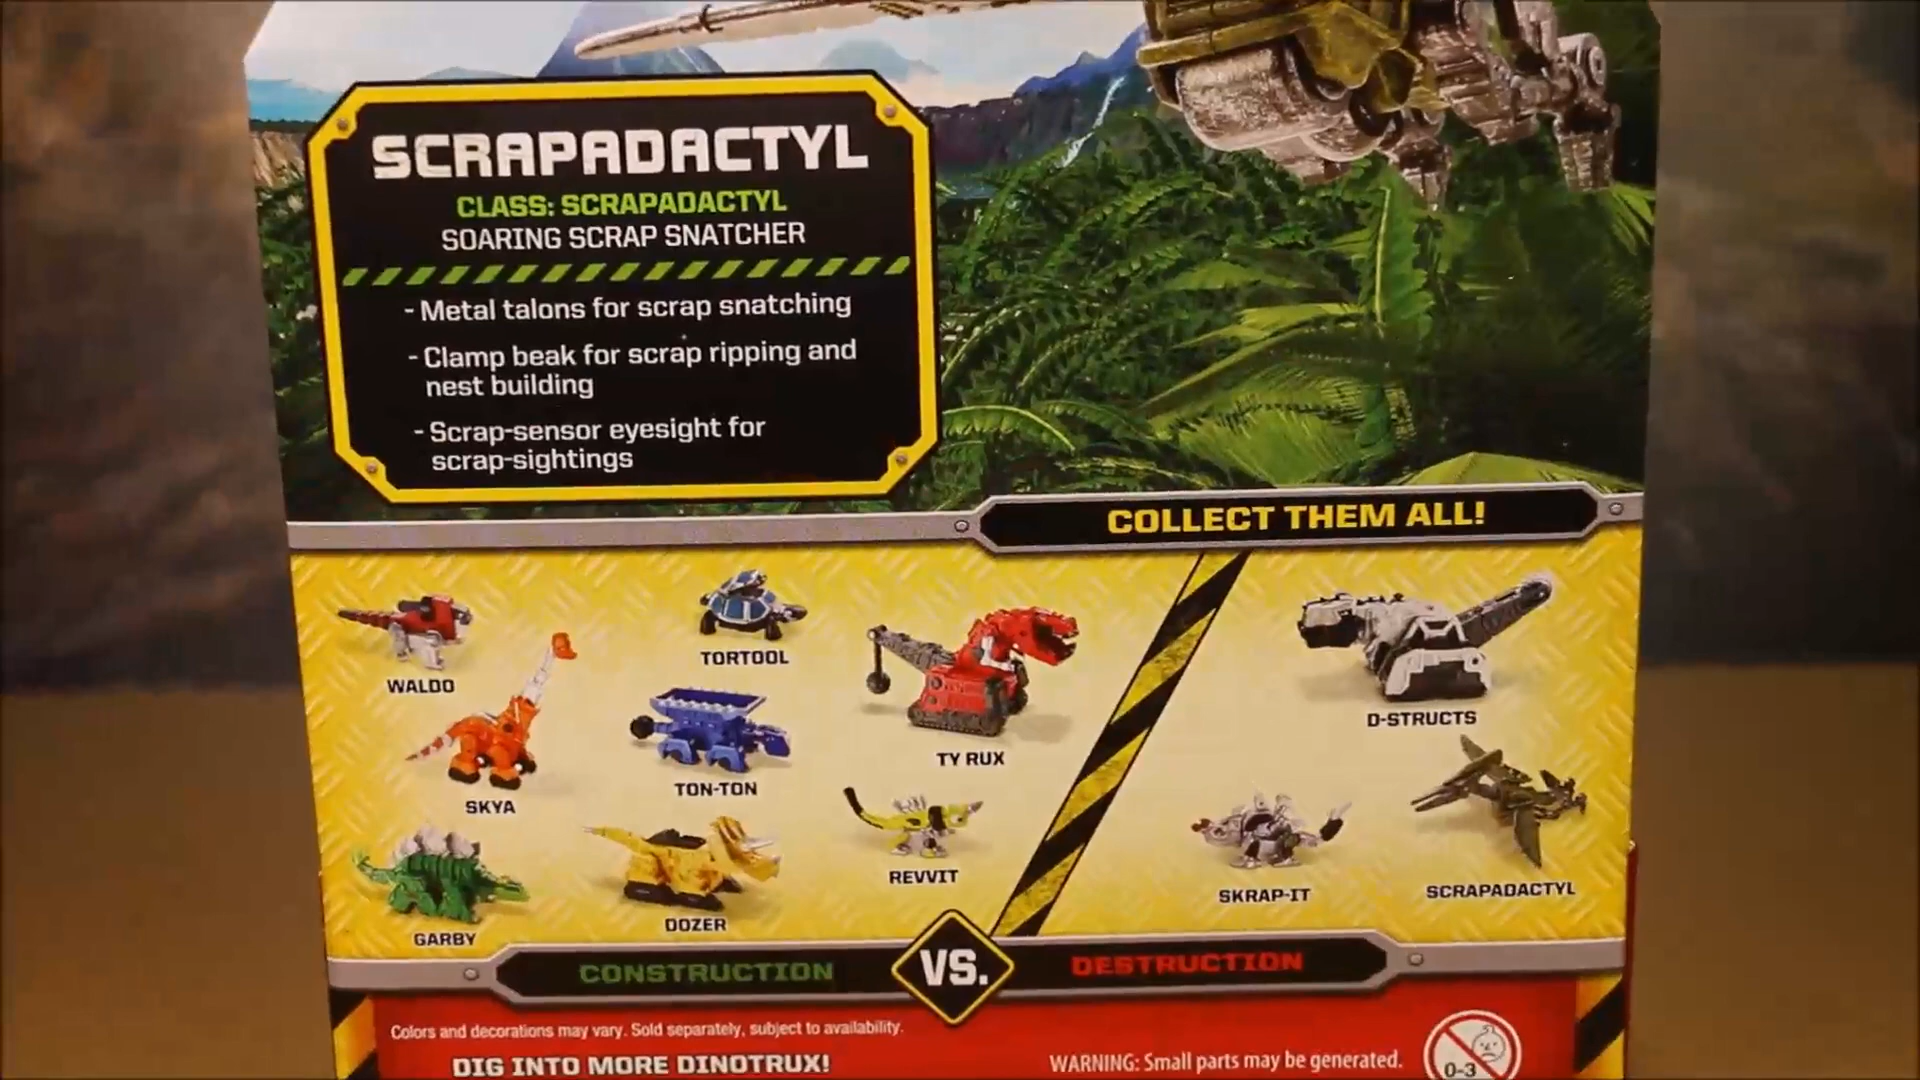 SCRAPADACTYL
CLASS: SCRAPADACTYL
SOARING SCRAP SNATCHER
- Metal talons for scrap snatching
- Clamp beak for scrap ripping and
nest building
- Scrap-sensor eyesight for
scrap-sightings
COLLECT THEM ALL!
WALDO
TORTOOL
TY RUX
D-STRUCTS
SKYA
TON-TON
REVVIT
SKRAP-IT
SCRAPADACTYL
GARBY
DOZER
CONSTRUCTION VS. DESTRUCTION
Colors and decorations may vary. Sold separately, subject to availability.
DIG INTO MORE DINOTRUX!
WARNING: Small parts may be generated.
0-3